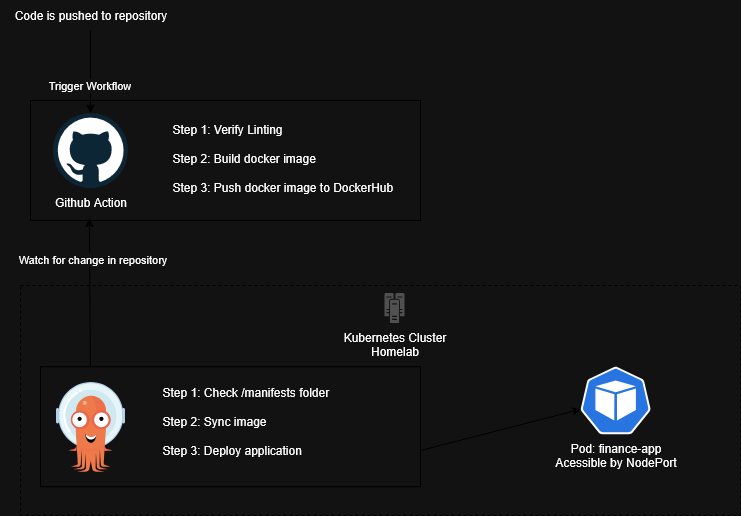 Code is pushed to repository
Trigger Workflow
Step 1: Verify Linting
Step 2: Build docker image
Step 3: Push docker image to DockerHub
Github Action
Watch for change in repository
Kubernetes Cluster
Homelab
Step 1: Check /manifests folder
Step 2: Sync image
Step 3: Deploy application
Pod: finance-app
Acessible by NodePort